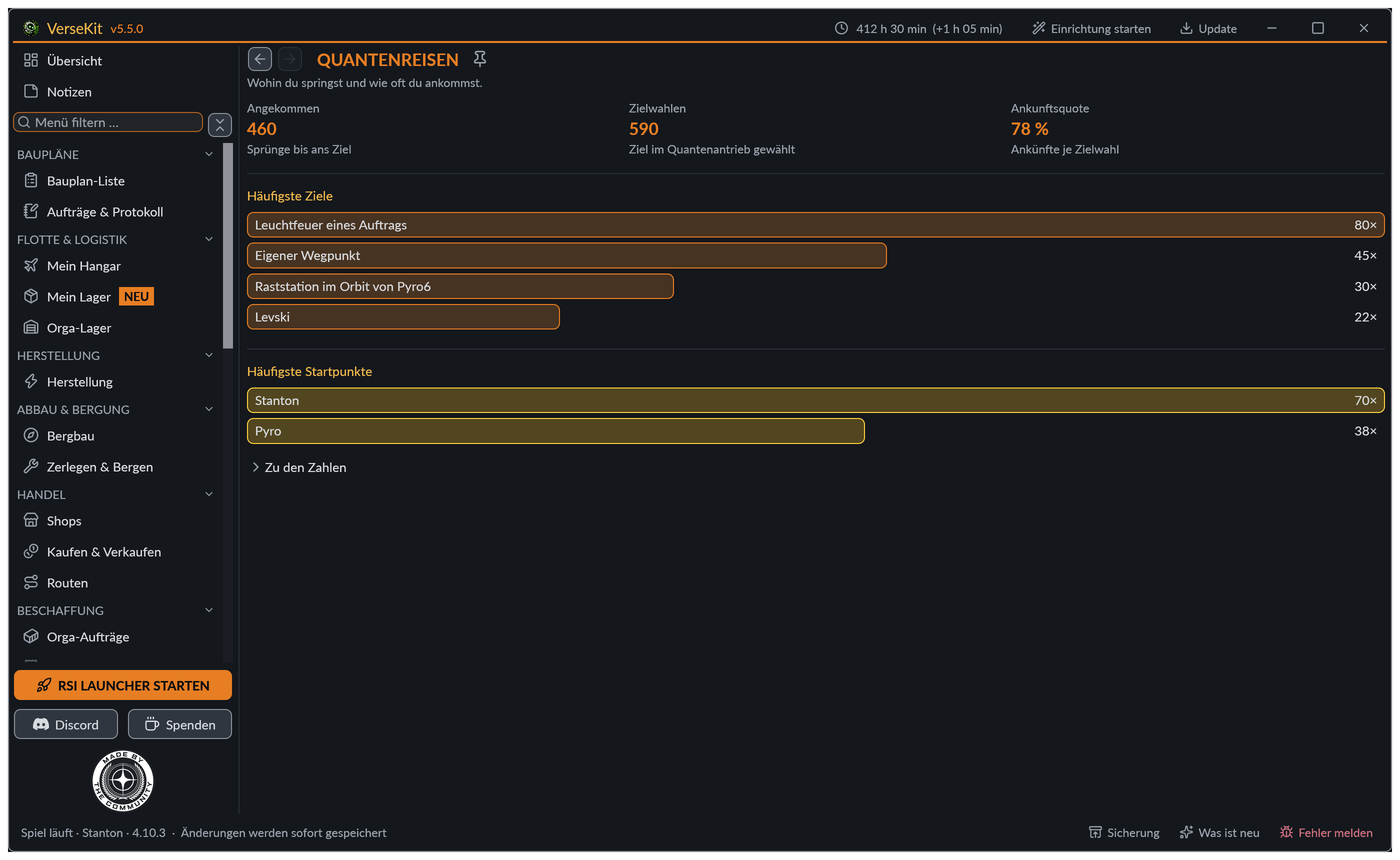 VerseKit v5.5.0
412 h 30 min (+1 h 05 min)
Einrichtung starten
Update
Übersicht
Notizen
Menü filtern ...
BAUPLÄNE
Bauplan-Liste
Aufträge & Protokoll
FLOTTE & LOGISTIK
Mein Hangar
Mein Lager NEU
Orga-Lager
HERSTELLUNG
Herstellung
ABBAU & BERGUNG
Bergbau
Zerlegen & Bergen
HANDEL
Shops
Kaufen & Verkaufen
Routen
BESCHAFFUNG
Orga-Aufträge
RSI LAUNCHER STARTEN
Discord
Spenden
MADE BY
THE COMMUNITY
QUANTENREISEN
Wohin du springst und wie oft du ankommst.
Angekommen
460
Sprünge bis ans Ziel
Zielwahlen
590
Ziel im Quantenantrieb gewählt
Ankunftsquote
78 %
Ankünfte je Zielwahl
Häufigste Ziele
Leuchtfeuer eines Auftrags 80×
Eigener Wegpunkt 45×
Raststation im Orbit von Pyro6 30×
Levski 22×
Häufigste Startpunkte
Stanton 70×
Pyro 38×
Zu den Zahlen
Spiel läuft · Stanton · 4.10.3 · Änderungen werden sofort gespeichert
Sicherung
Was ist neu
Fehler melden